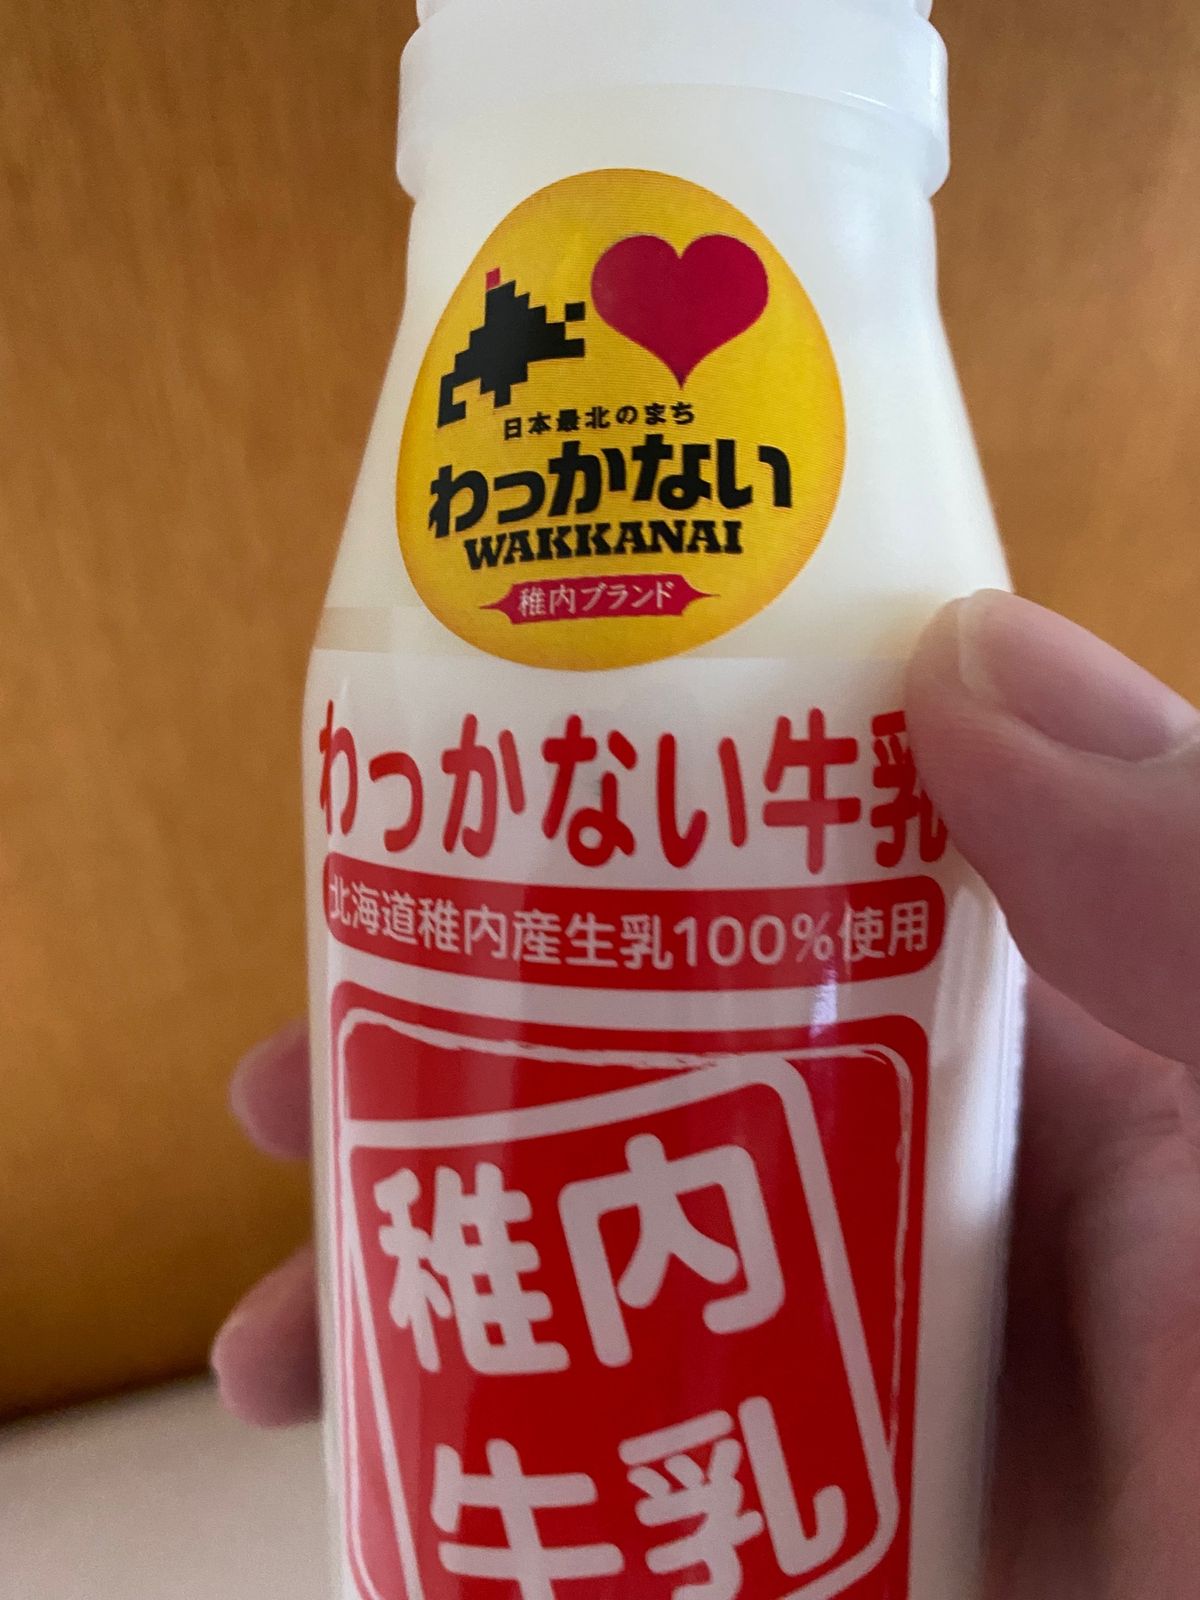 日本最北のまち
わっかない
WAKKANAI
稚内ブランド
わっかない牛乳
北海道稚内産生乳100%使用
稚内
牛乳